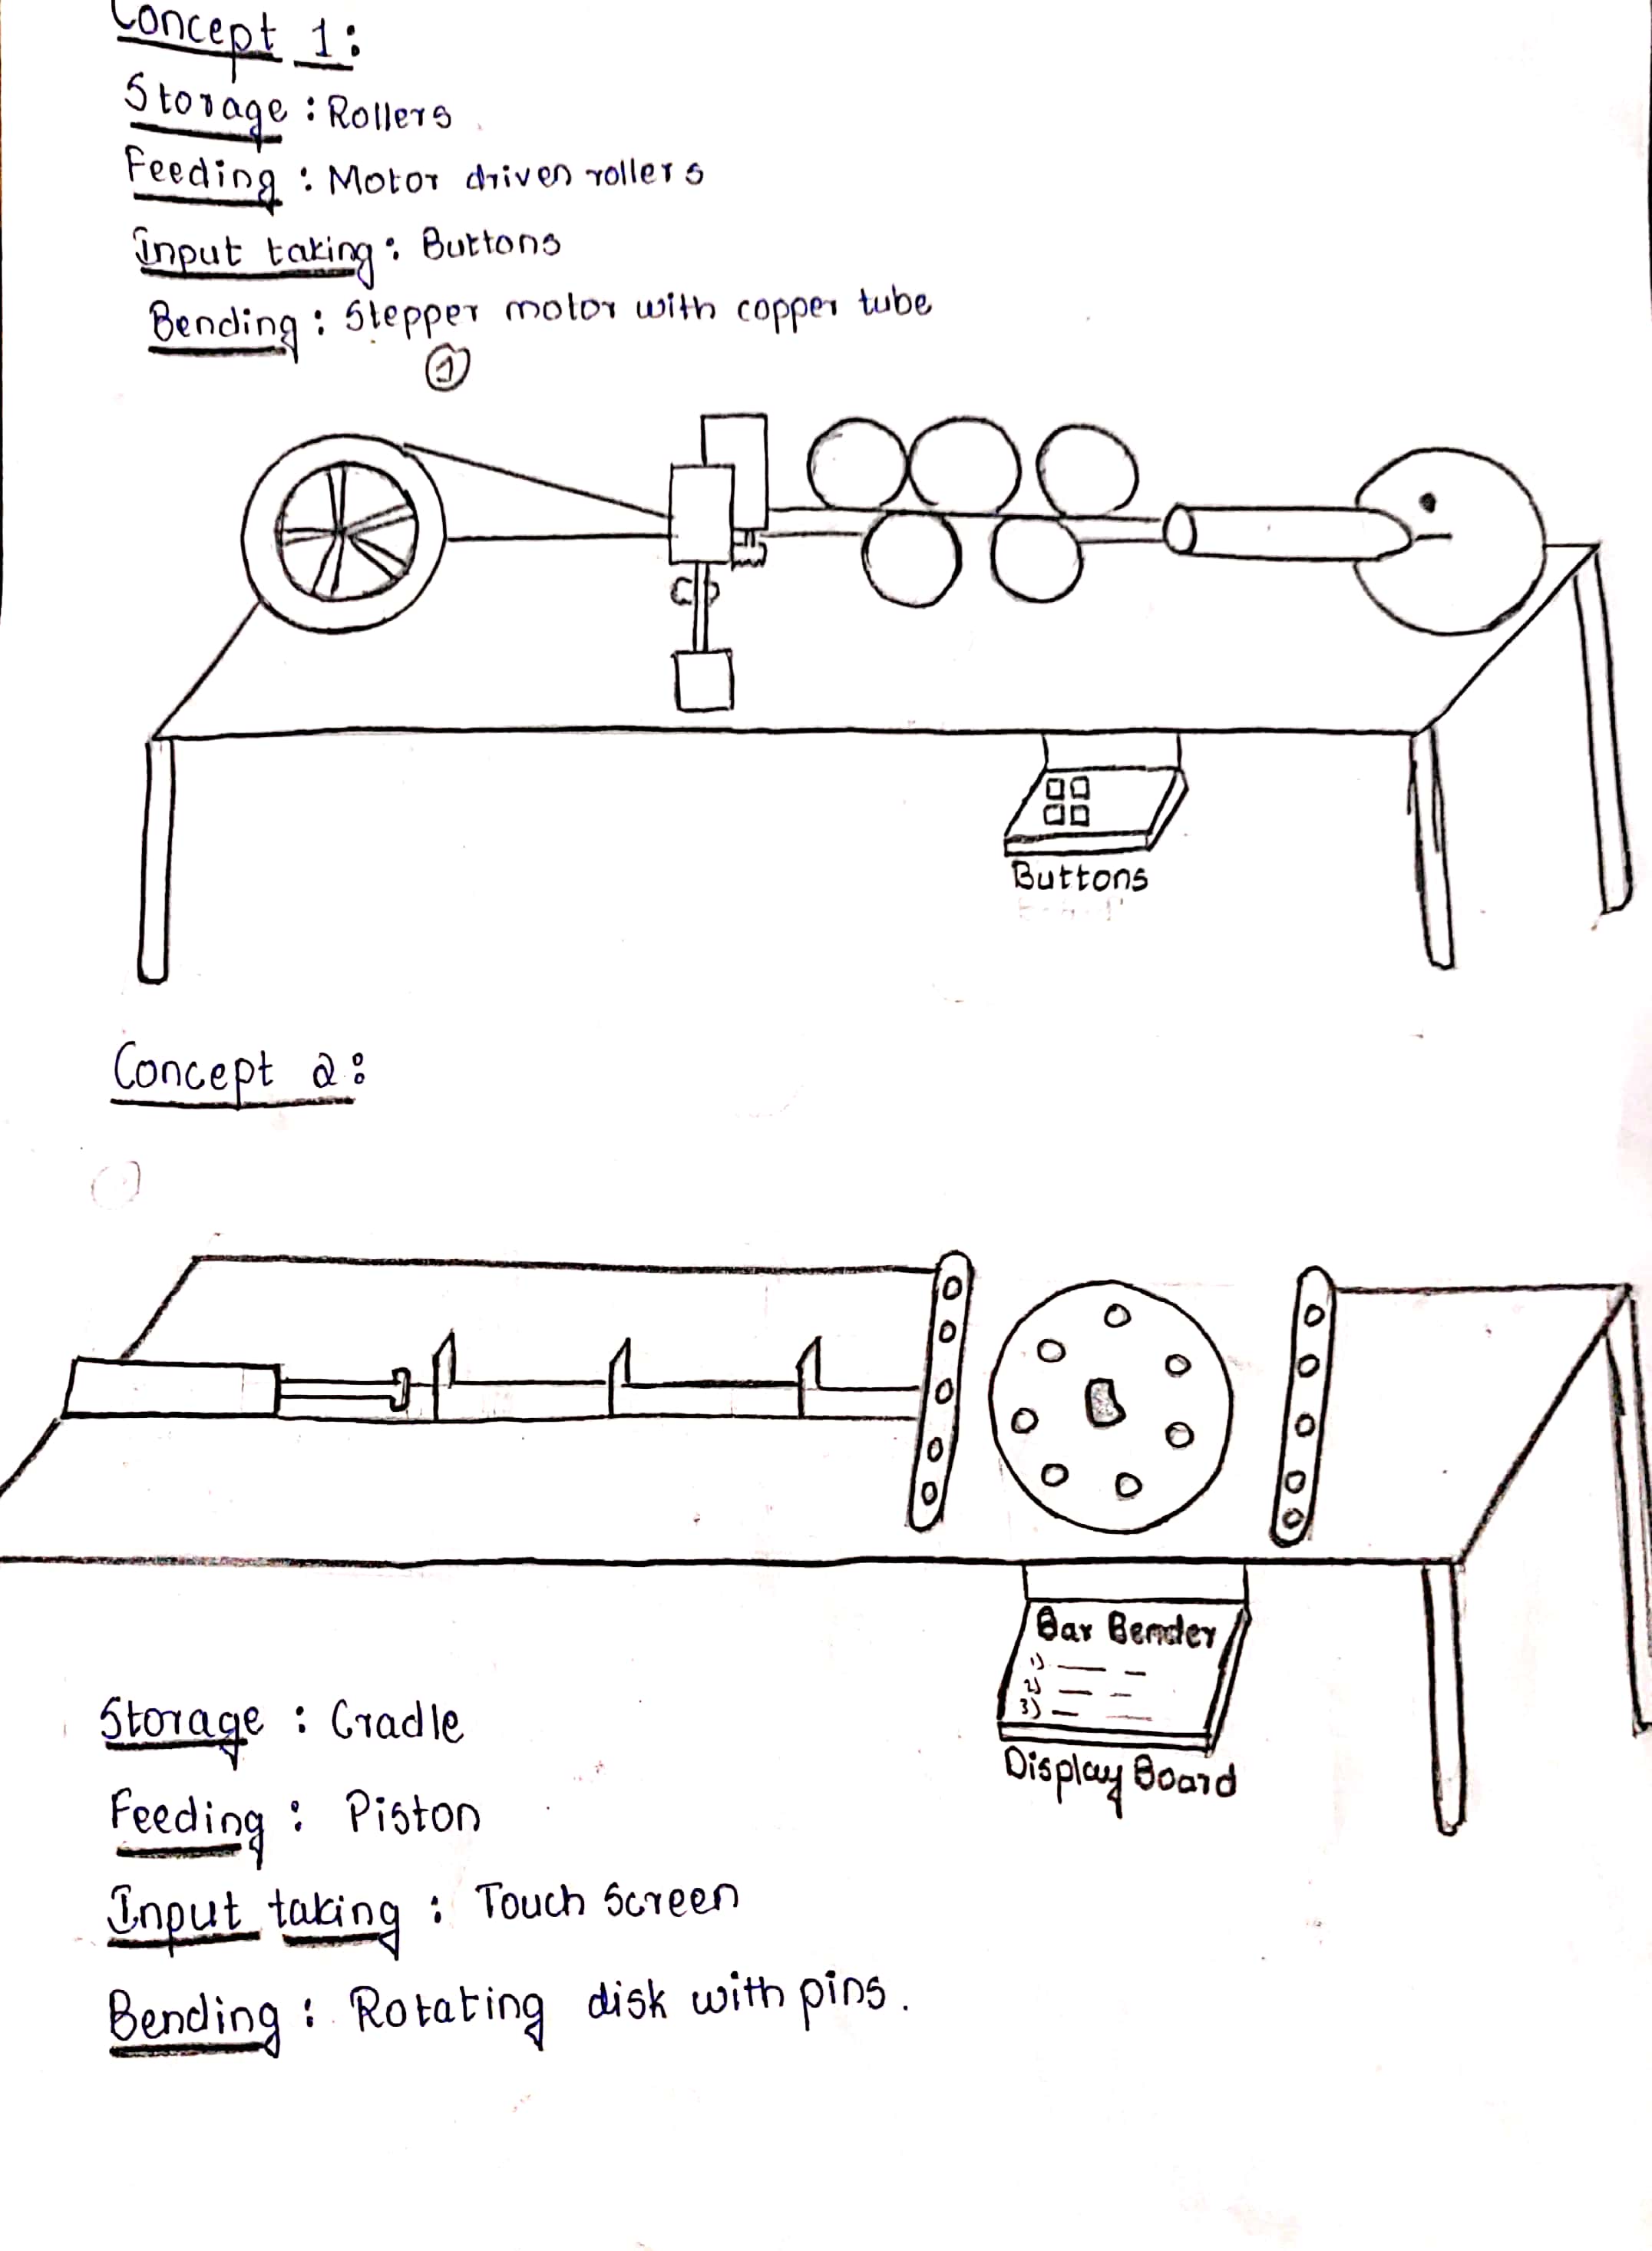 Concept 1:
Storage : Rollers
Feeding : Motor driven rollers
Input taking : Buttons
Bending : Stepper motor with copper tube
1
Buttons
Concept 2:
Bar Bender
1)
2)
3)
Display Board
Storage : Cradle
Feeding : Piston
Input taking : Touch Screen
Bending : Rotating disk with pins.